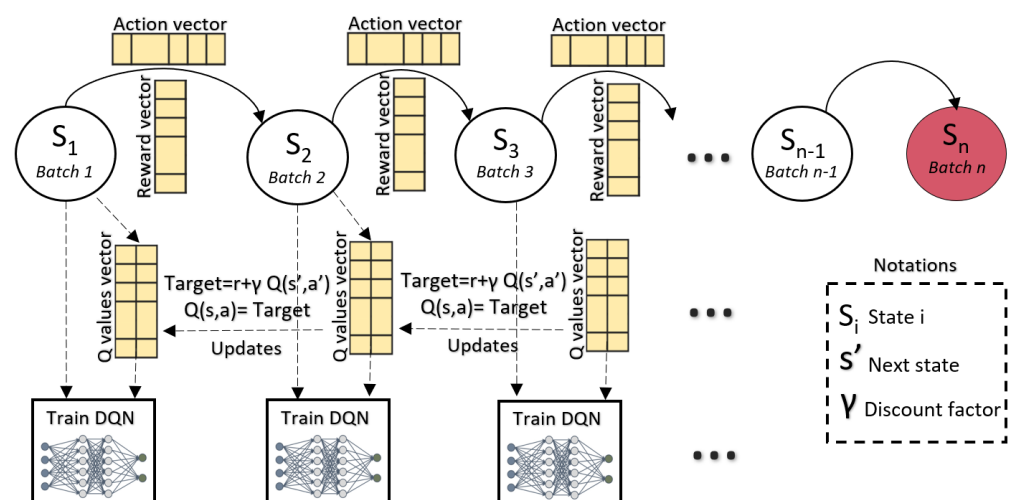 Action vector
Action vector
Action vector
Reward vector
Reward vector
Reward vector
S1
Batch 1
S2
Batch 2
S3
Batch 3
Sn-1
Batch n-1
Sn
Batch n
Q values vector
Target=r+γ Q(s',a')
Q(s,a)= Target
Updates
Q values vector
Target=r+γ Q(s',a')
Q(s,a)= Target
Updates
Q values vector
Notations
Si State i
s' Next state
γ Discount factor
Train DQN
Train DQN
Train DQN